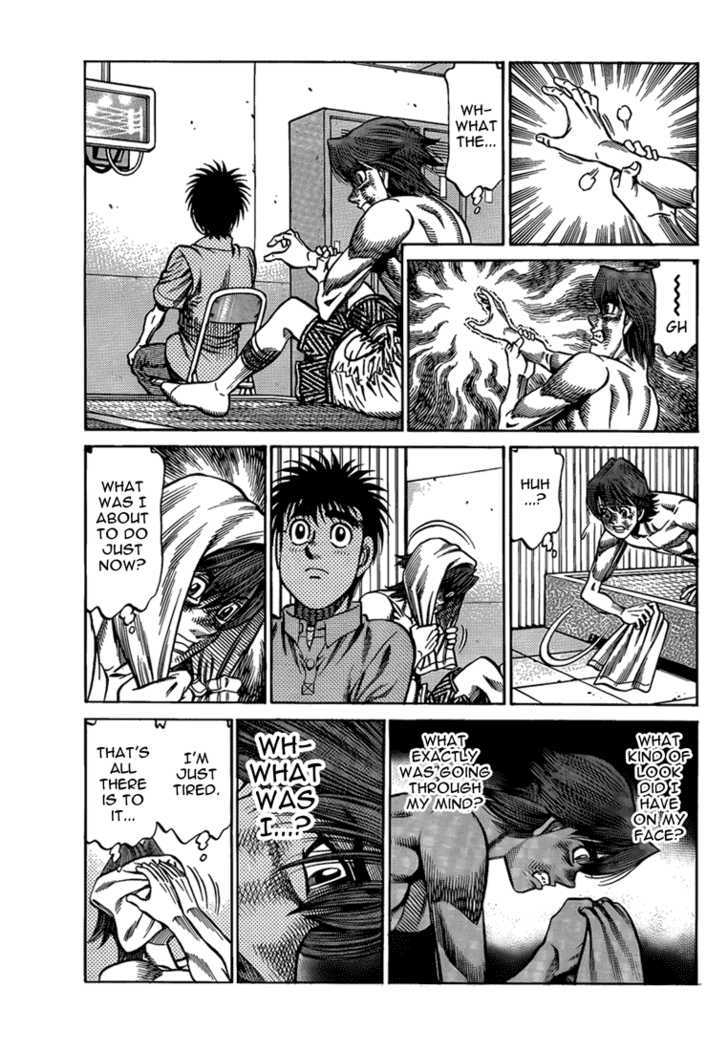 GH
WH-
WHAT
THE...
HUH
...?
WHAT
WAS I
ABOUT
TO DO
JUST
NOW?
WHAT
KIND OF
LOOK
DID I
HAVE
ON MY
FACE?
WHAT
EXACTLY
WAS GOING
THROUGH
MY MIND?
WH-
WHAT
WAS
I....?
I'M
JUST
TIRED.
THAT'S
ALL
THERE
IS TO
IT...